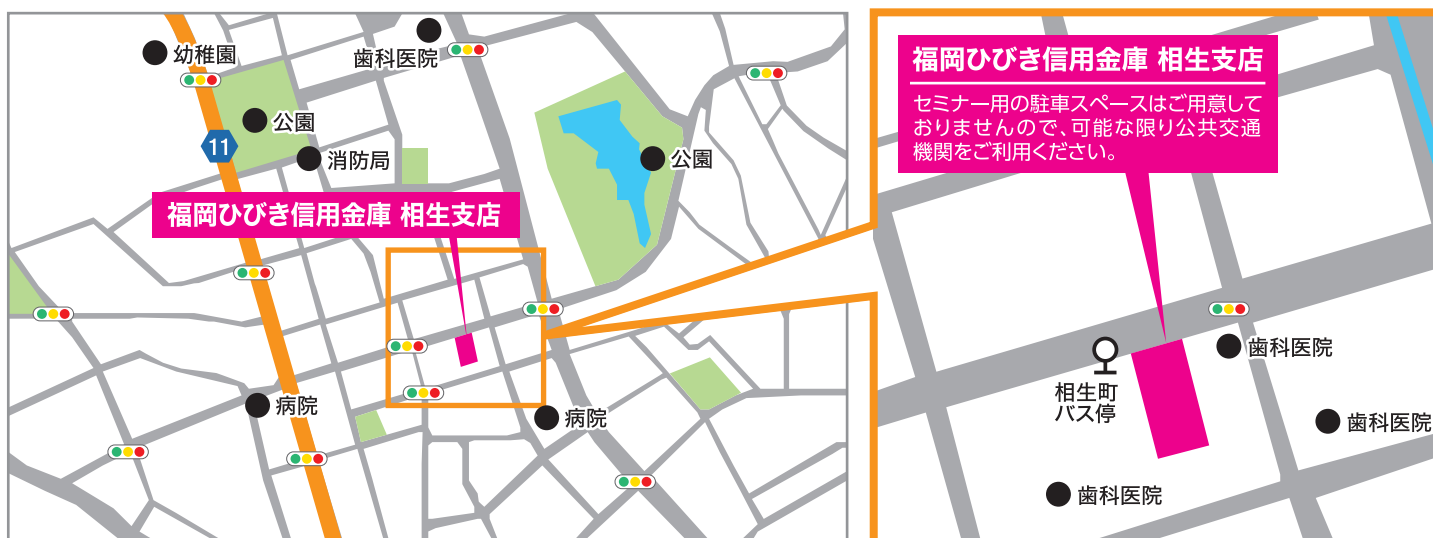 幼稚園
歯科医院
公園
11
消防局
公園
福岡ひびき信用金庫 相生支店
病院
病院
福岡ひびき信用金庫 相生支店
セミナー用の駐車スペースはご用意して
おりませんので、可能な限り公共交通
機関をご利用ください。
歯科医院
相生町
バス停
歯科医院
歯科医院